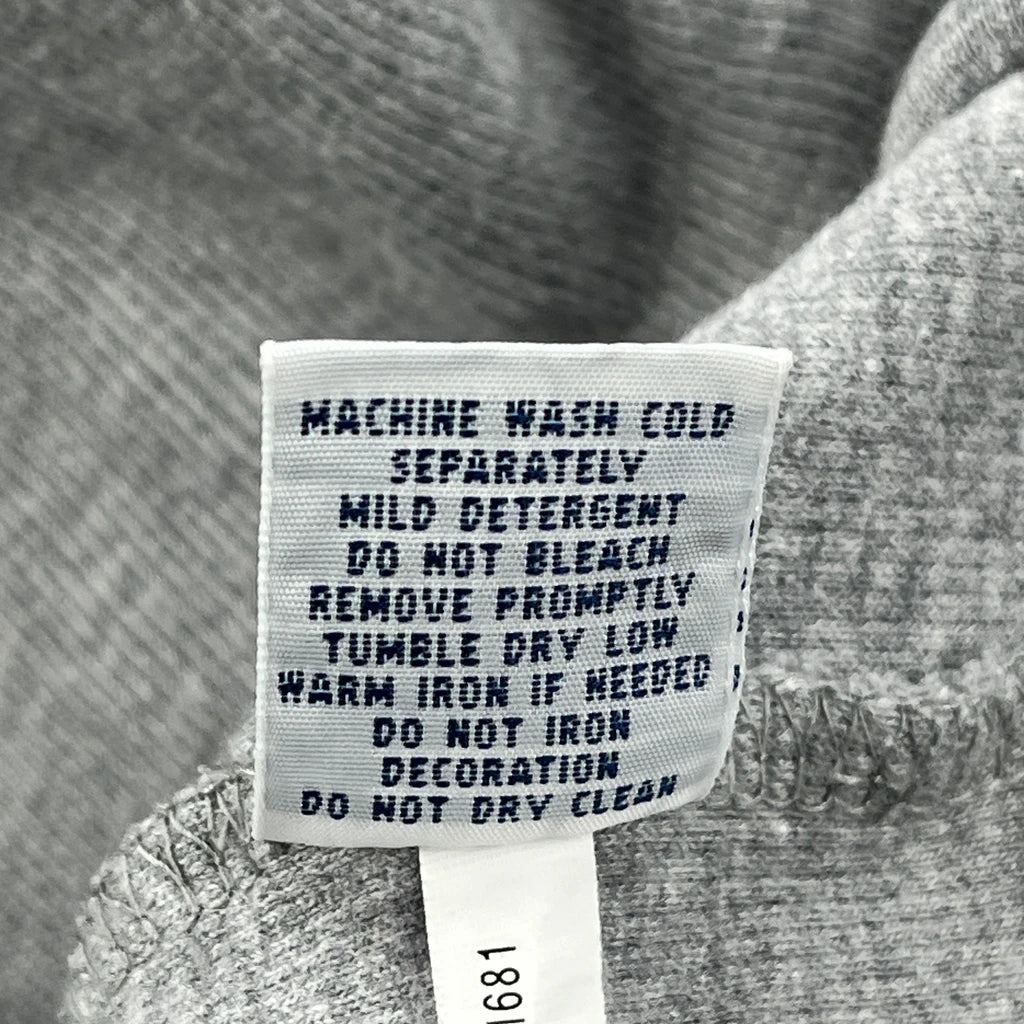 MACHINE WASH COLD
SEPARATELY
MILD DETERGENT
DO NOT BLEACH
REMOVE PROMPTLY
TUMBLE DRY LOW
WARM IRON IF NEEDED
DO NOT IRON
DECORATION
DO NOT DRY CLEAN
1681